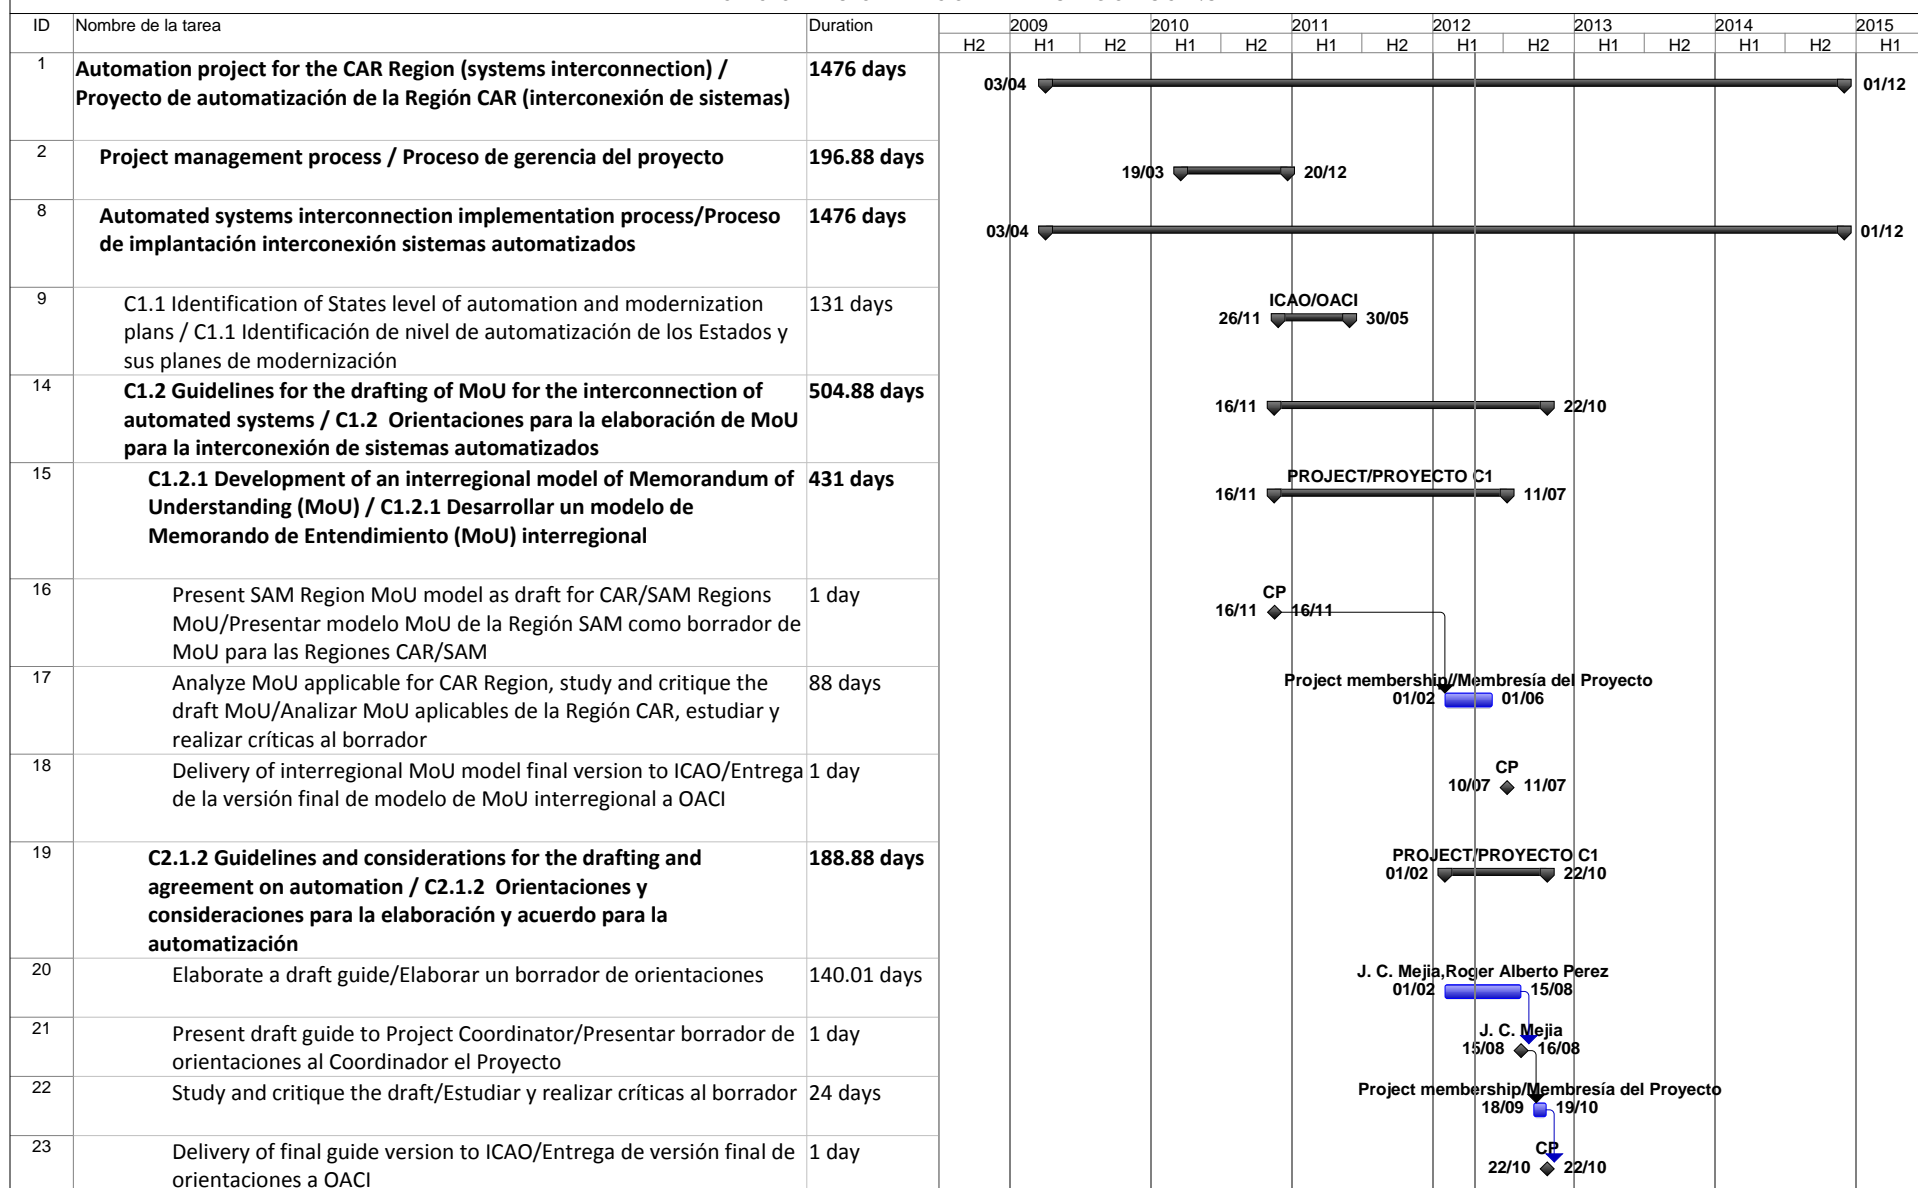 ID Nombre de la tarea Duration 2009 2010 2011 2012 2013 2014 2015
H2 H1 H2 H1 H2 H1 H2 H1 H2 H1 H2 H1 H2 H1
1 Automation project for the CAR Region (systems interconnection) / 1476 days
Proyecto de automatización de la Región CAR (interconexión de sistemas)
03/04 01/12
2 Project management process / Proceso de gerencia del proyecto 196.88 days
19/03 20/12
8 Automated systems interconnection implementation process/Proceso 1476 days
de implantación interconexión sistemas automatizados
03/04 01/12
9 C1.1 Identification of States level of automation and modernization 131 days
plans / C1.1 Identificación de nivel de automatización de los Estados y
sus planes de modernización
ICAO/OACI
26/11 30/05
14 C1.2 Guidelines for the drafting of MoU for the interconnection of 504.88 days
automated systems / C1.2 Orientaciones para la elaboración de MoU
para la interconexión de sistemas automatizados
16/11 22/10
15 C1.2.1 Development of an interregional model of Memorandum of 431 days
Understanding (MoU) / C1.2.1 Desarrollar un modelo de
Memorando de Entendimiento (MoU) interregional
PROJECT/PROYECTO C1
16/11 11/07
16 Present SAM Region MoU model as draft for CAR/SAM Regions 1 day
MoU/Presentar modelo MoU de la Región SAM como borrador de
MoU para las Regiones CAR/SAM
CP
16/11 16/11
17 Analyze MoU applicable for CAR Region, study and critique the 88 days
draft MoU/Analizar MoU aplicables de la Región CAR, estudiar y
realizar críticas al borrador
Project membership//Membresía del Proyecto
01/02 01/06
18 Delivery of interregional MoU model final version to ICAO/Entrega 1 day
de la versión final de modelo de MoU interregional a OACI
CP
10/07 11/07
19 C2.1.2 Guidelines and considerations for the drafting and 188.88 days
agreement on automation / C2.1.2 Orientaciones y
consideraciones para la elaboración y acuerdo para la
automatización
PROJECT/PROYECTO C1
01/02 22/10
20 Elaborate a draft guide/Elaborar un borrador de orientaciones 140.01 days
J. C. Mejia,Roger Alberto Perez
01/02 15/08
21 Present draft guide to Project Coordinator/Presentar borrador de 1 day
orientaciones al Coordinador el Proyecto
J. C. Mejia
15/08 16/08
22 Study and critique the draft/Estudiar y realizar críticas al borrador 24 days
Project membership/Membresía del Proyecto
18/09 19/10
23 Delivery of final guide version to ICAO/Entrega de versión final de 1 day
orientaciones a OACI
CP
22/10 22/10